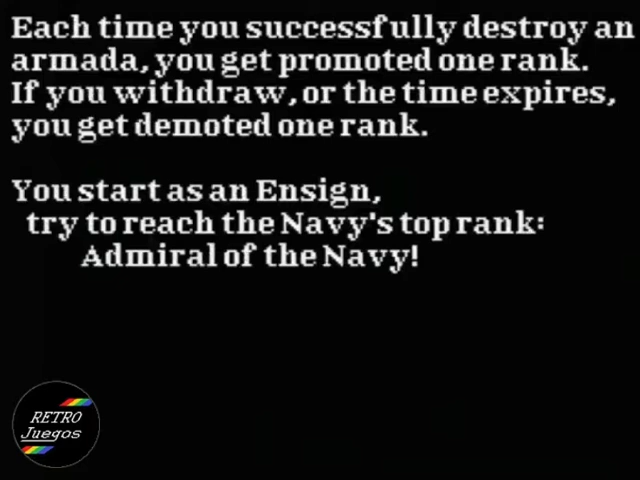 Each time you successfully destroy an
armada, you get promoted one rank.
If you withdraw, or the time expires,
you get demoted one rank.
You start as an Ensign,
try to reach the Navy's top rank:
Admiral of the Navy!
RETRO
Juegos